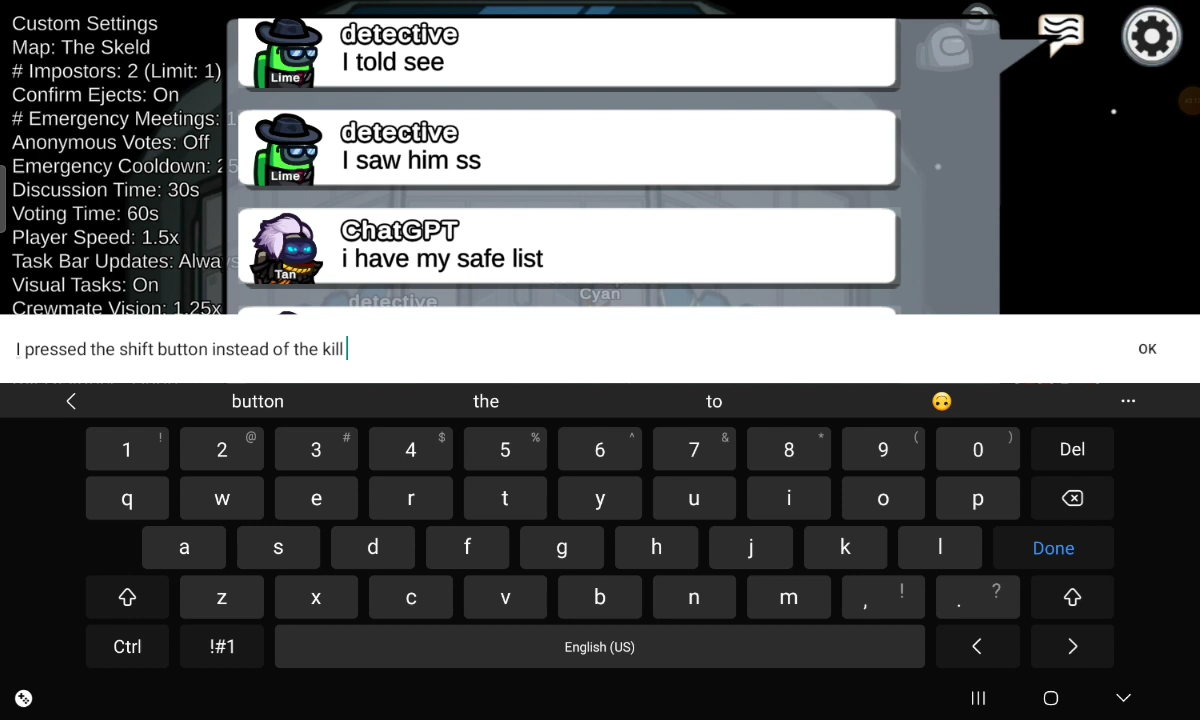 Custom Settings
Map: The Skeld
# Impostors: 2 (Limit: 1)
Confirm Ejects: On
# Emergency Meetings: 1
Anonymous Votes: Off
Emergency Cooldown: 25
Discussion Time: 30s
Voting Time: 60s
Player Speed: 1.5x
Task Bar Updates: Always
Visual Tasks: On
Crewmate Vision: 1.25x
detective
I told see
Lime
detective
I saw him ss
Lime
ChatGPT
i have my safe list
Tan
detective
Cyan
I pressed the shift button instead of the kill
OK
button the to
1 ! 2 @ 3 # 4 $ 5 % 6 ^ 7 & 8 * 9 ( 0 ) Del
q w e r t y u i o p
a s d f g h j k l Done
z x c v b n m , ! . ?
Ctrl !#1 English (US)